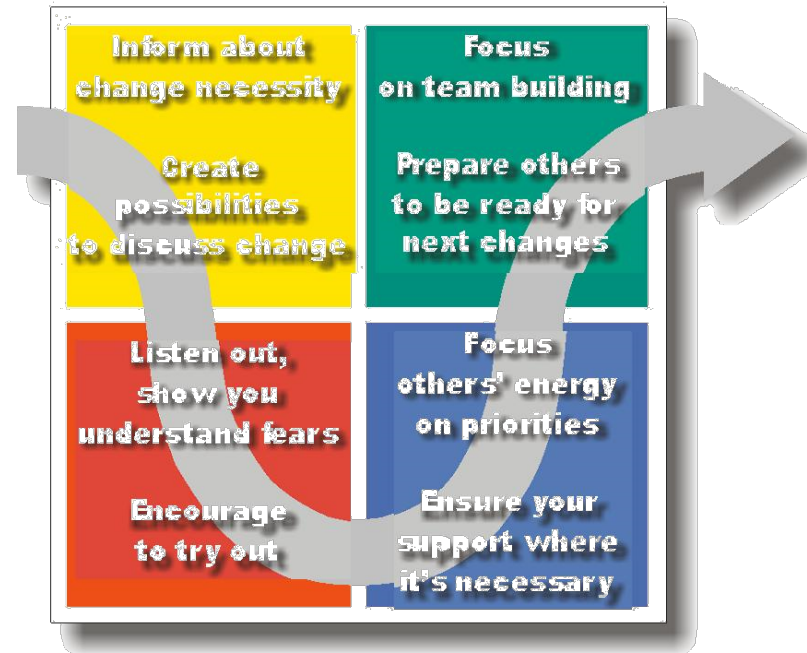 Inform about
change necessity
Create
possibilities
to discuss change
Listen out,
show you
understand fears
Encourage
to try out
Focus
others' energy
on priorities
Ensure your
support where
it's necessary
Focus
on team building
Prepare others
to be ready for
next changes